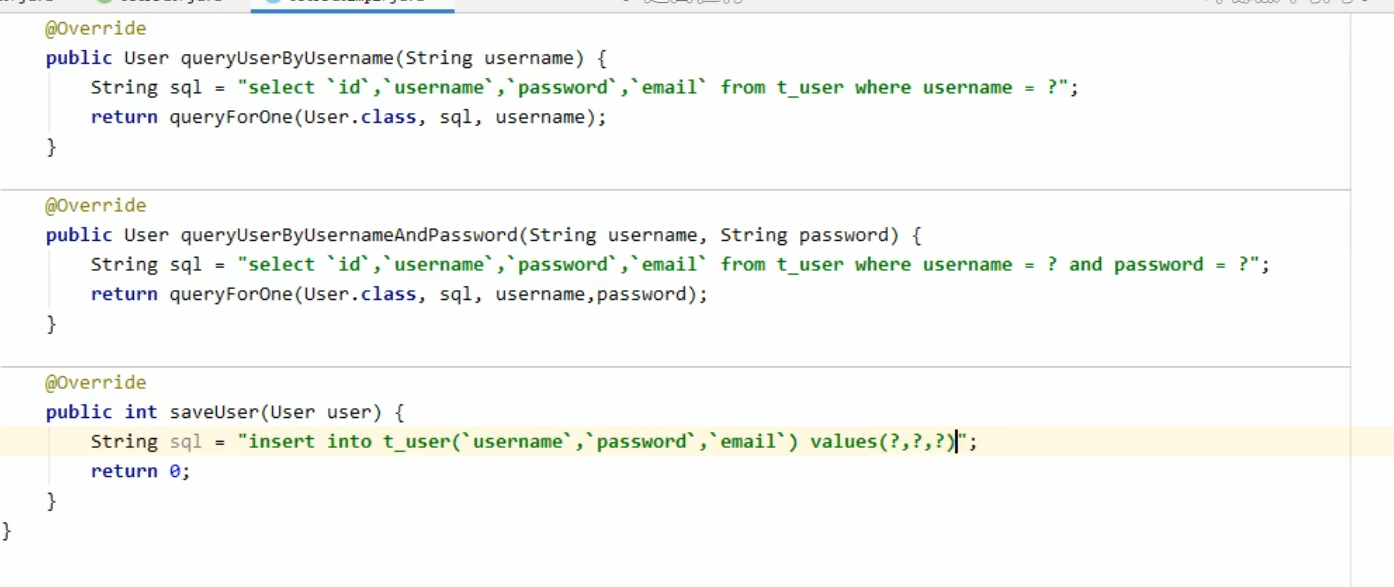 @Override
public User queryUserByUsername(String username) {
String sql = "select `id`,`username`,`password`,`email` from t_user where username = ?";
return queryForOne(User.class, sql, username);
}
@Override
public User queryUserByUsernameAndPassword(String username, String password) {
String sql = "select `id`,`username`,`password`,`email` from t_user where username = ? and password = ?";
return queryForOne(User.class, sql, username,password);
}
@Override
public int saveUser(User user) {
String sql = "insert into t_user(`username`,`password`,`email`) values(?,?,?)";
return 0;
}
}